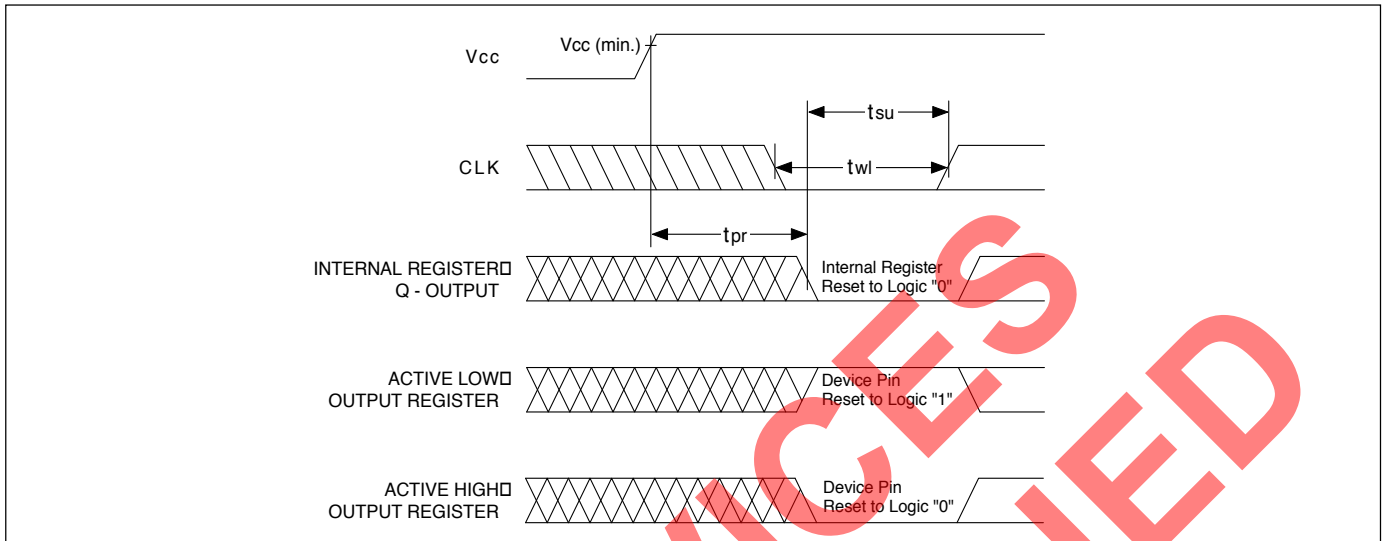 Vcc
Vcc (min.)
tsu
CLK
twl
tpr
INTERNAL REGISTER
Q - OUTPUT
Internal Register
Reset to Logic "0"
ACTIVE LOW
OUTPUT REGISTER
Device Pin
Reset to Logic "1"
ACTIVE HIGH
OUTPUT REGISTER
Device Pin
Reset to Logic "0"